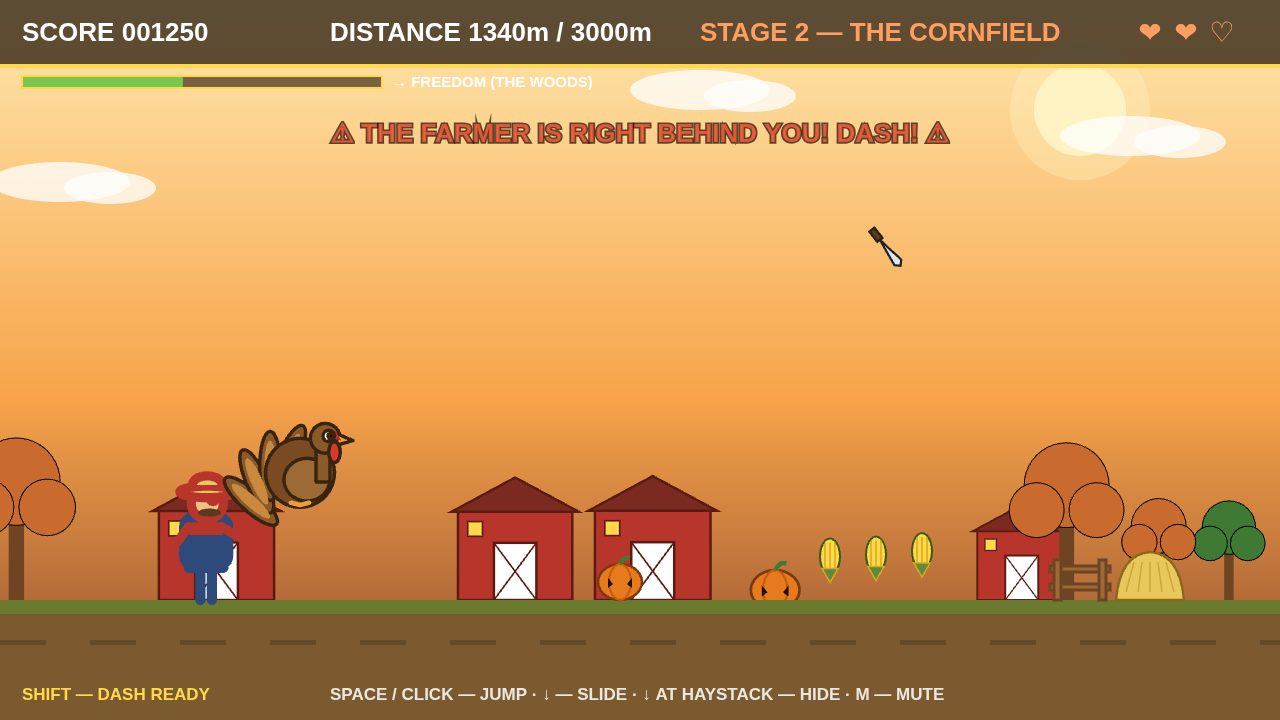 SCORE 001250
DISTANCE 1340m / 3000m
STAGE 2 — THE CORNFIELD
❤ ❤ ♡
→ FREEDOM (THE WOODS)
⚠ THE FARMER IS RIGHT BEHIND YOU! DASH! ⚠
SHIFT — DASH READY
SPACE / CLICK — JUMP · ↓ — SLIDE · ↓ AT HAYSTACK — HIDE · M — MUTE